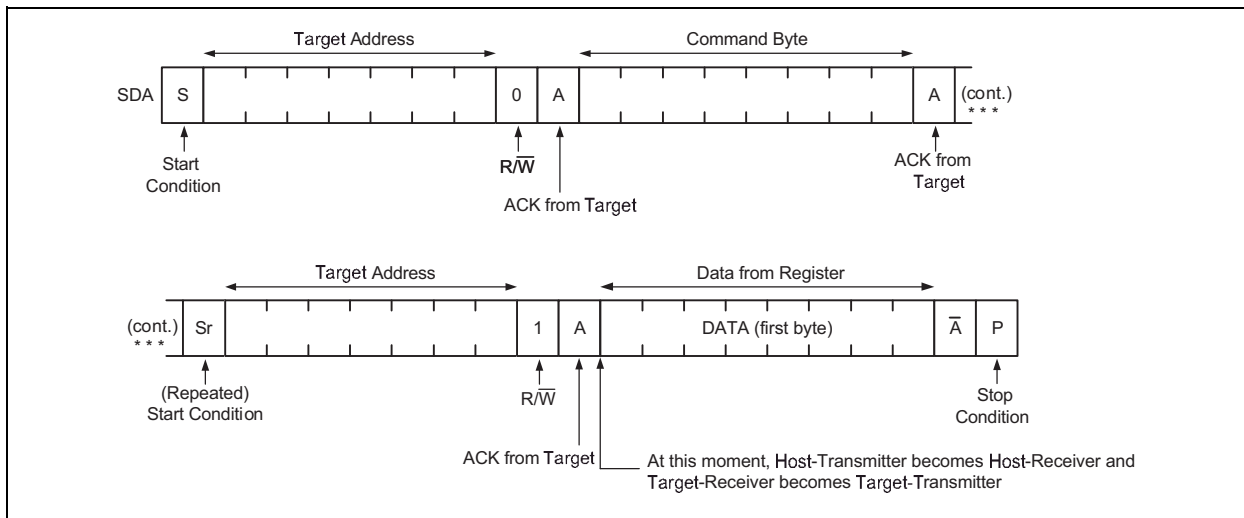 Target Address
Command Byte
SDA
S
0
A
A
(cont.)
* * *
Start
Condition
R/W̅
ACK from Target
ACK from
Target
Target Address
Data from Register
(cont.)
* * *
Sr
1
A
DATA (first byte)
A̅
P
(Repeated)
Start Condition
R/W̅
Stop
Condition
ACK from Target
At this moment, Host-Transmitter becomes Host-Receiver and
Target-Receiver becomes Target-Transmitter